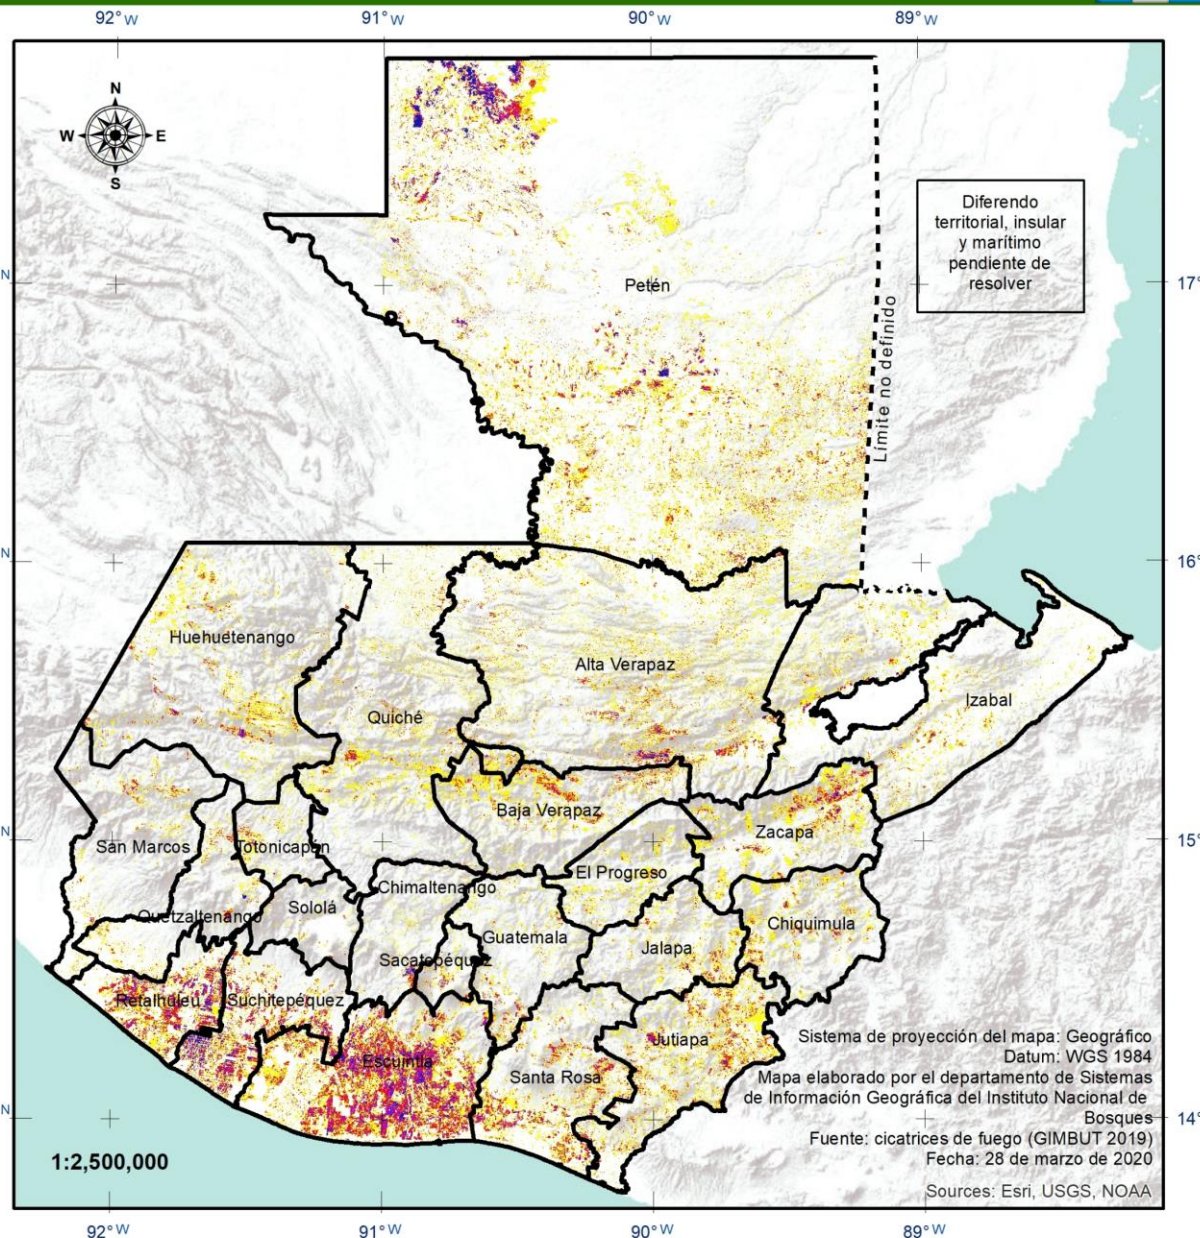 92°W 91°W 90°W 89°W
N
W E
S
Diferendo
territorial, insular
y marítimo
pendiente de
resolver
N
17°
Petén
Límite no definido
N
16°
Huehuetenango
Alta Verapaz
Quiché
Izabal
Baja Verapaz
N
Zacapa
15°
San Marcos
Totonicapán
El Progreso
Chimaltenango
Sololá
Quetzaltenango
Chiquimula
Guatemala
Jalapa
Sacatepéquez
Retalhuleu
Suchitepéquez
Jutiapa
Escuintla
Santa Rosa
Sistema de proyección del mapa: Geográfico
Datum: WGS 1984
Mapa elaborado por el departamento de Sistemas
de Información Geográfica del Instituto Nacional de
Bosques
N
14°
Fuente: cicatrices de fuego (GIMBUT 2019)
Fecha: 28 de marzo de 2020
1:2,500,000
Sources: Esri, USGS, NOAA
92°W 91°W 90°W 89°W